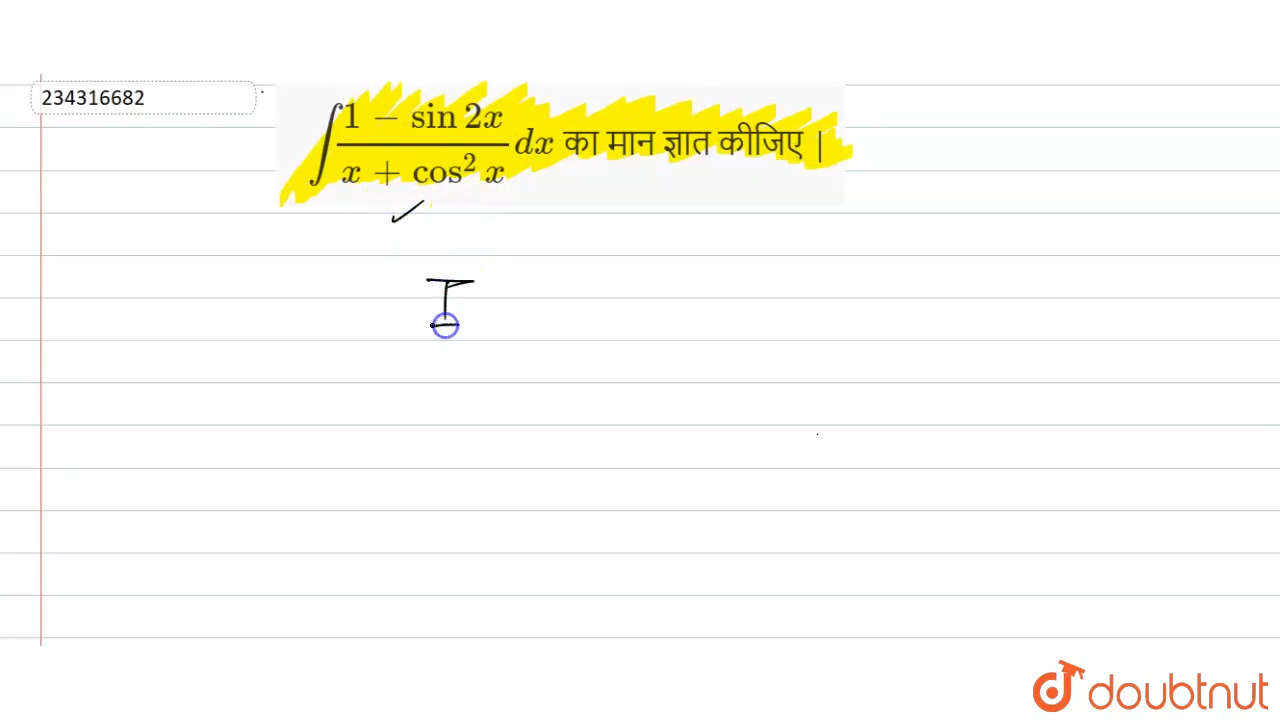 234316682
∫ (1 − sin 2x)/(x + cos² x) dx का मान ज्ञात कीजिए |
I
doubtnut